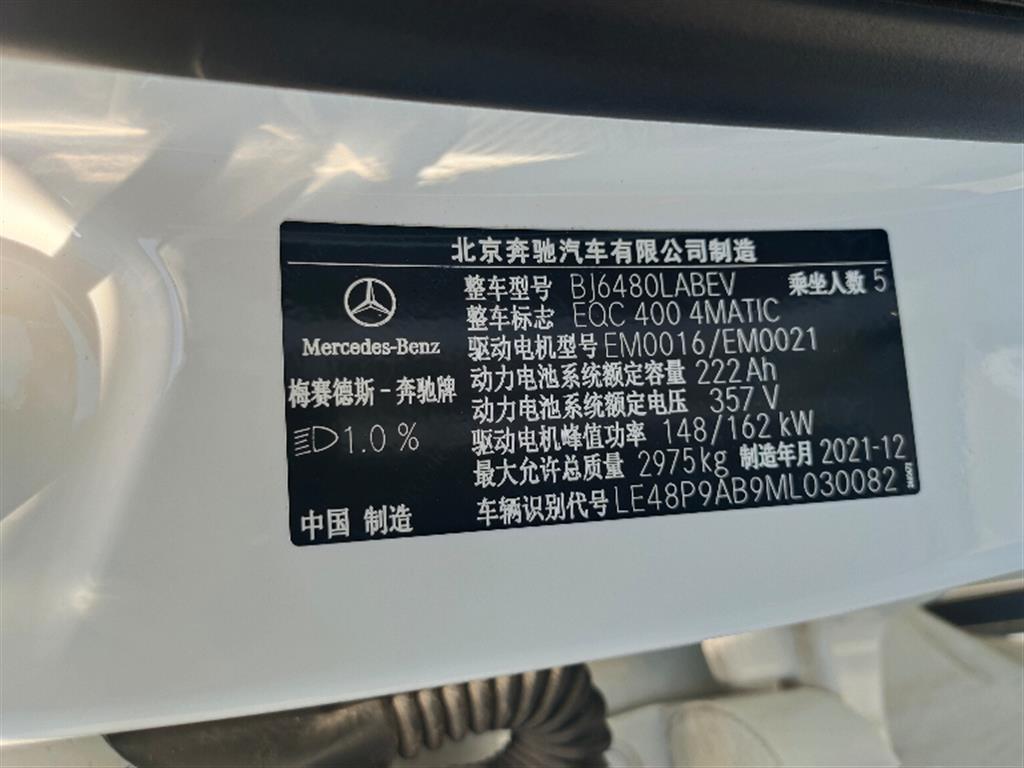 北京奔驰汽车有限公司制造
整车型号 BJ6480LABEV 乘坐人数 5
整车标志 EQC 400 4MATIC
驱动电机型号 EM0016/EM0021
动力电池系统额定容量 222Ah
动力电池系统额定电压 357 V
驱动电机峰值功率 148/162 kW
最大允许总质量 2975kg 制造年月 2021-12
车辆识别代号 LE48P9AB9ML030082
Mercedes-Benz
梅赛德斯-奔驰牌
1.0 %
中国 制造